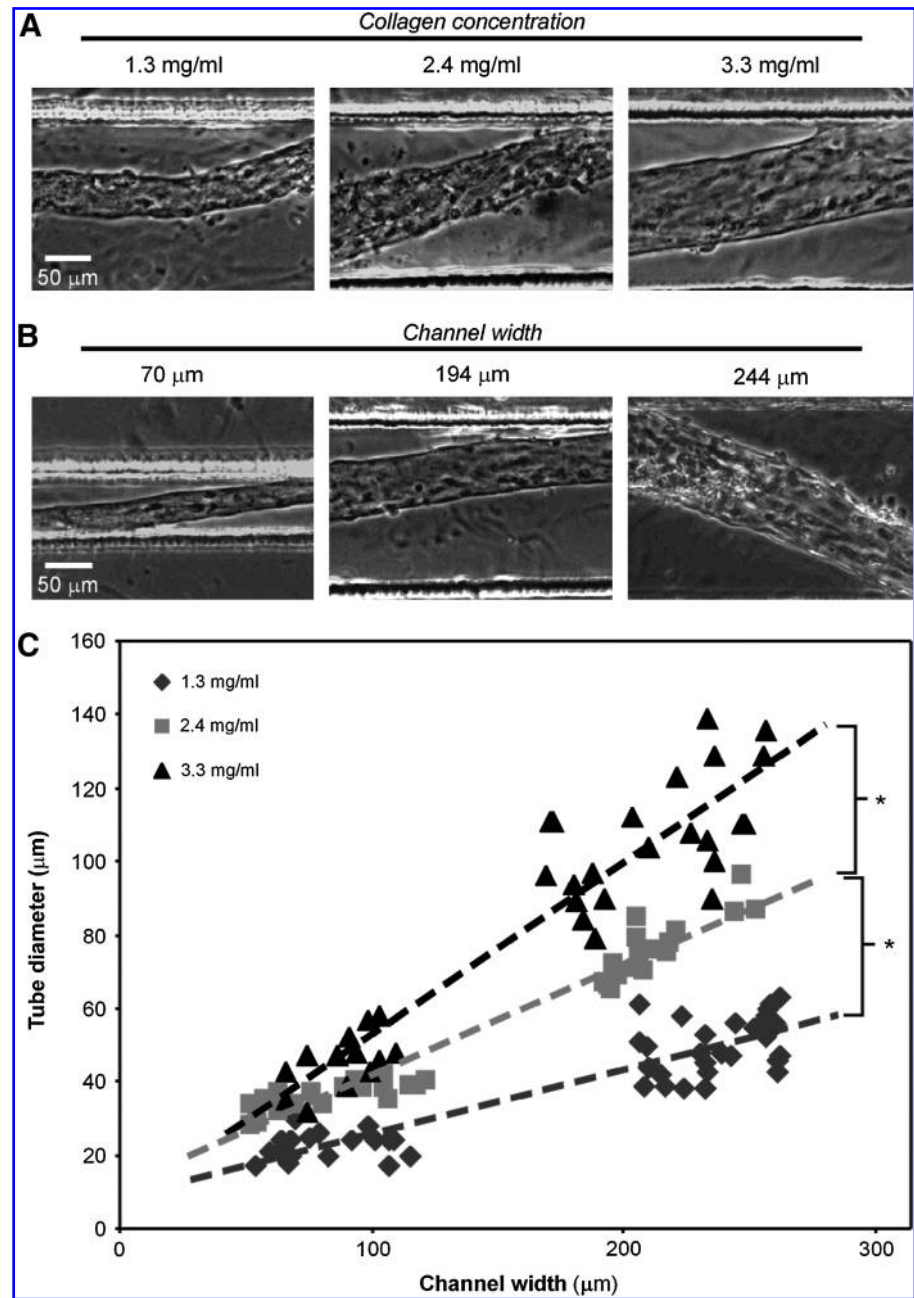 A
Collagen concentration
1.3 mg/ml 2.4 mg/ml 3.3 mg/ml
50 μm
B
Channel width
70 μm 194 μm 244 μm
50 μm
C
160
140
120
100
80
60
40
20
0
Tube diameter (μm)
1.3 mg/ml
2.4 mg/ml
3.3 mg/ml
*
*
0 100 200 300
Channel width (μm)